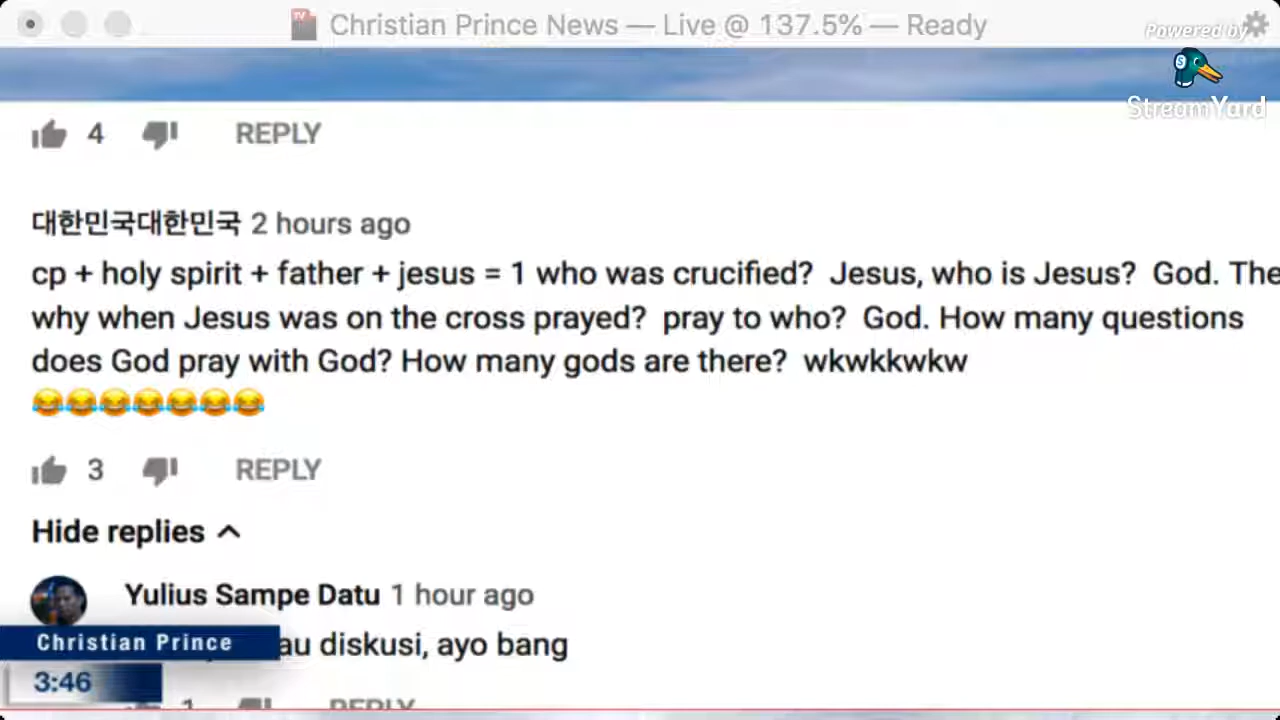 Christian Prince News — Live @ 137.5% — Ready
Powered by
StreamYard
4 REPLY
대한민국대한민국 2 hours ago
cp + holy spirit + father + jesus = 1 who was crucified? Jesus, who is Jesus? God. The
why when Jesus was on the cross prayed? pray to who? God. How many questions
does God pray with God? How many gods are there? wkwkkwkw
😂😂😂😂😂😂😂
3 REPLY
Hide replies
Yulius Sampe Datu 1 hour ago
au diskusi, ayo bang
Christian Prince
3:46
1 REPLY